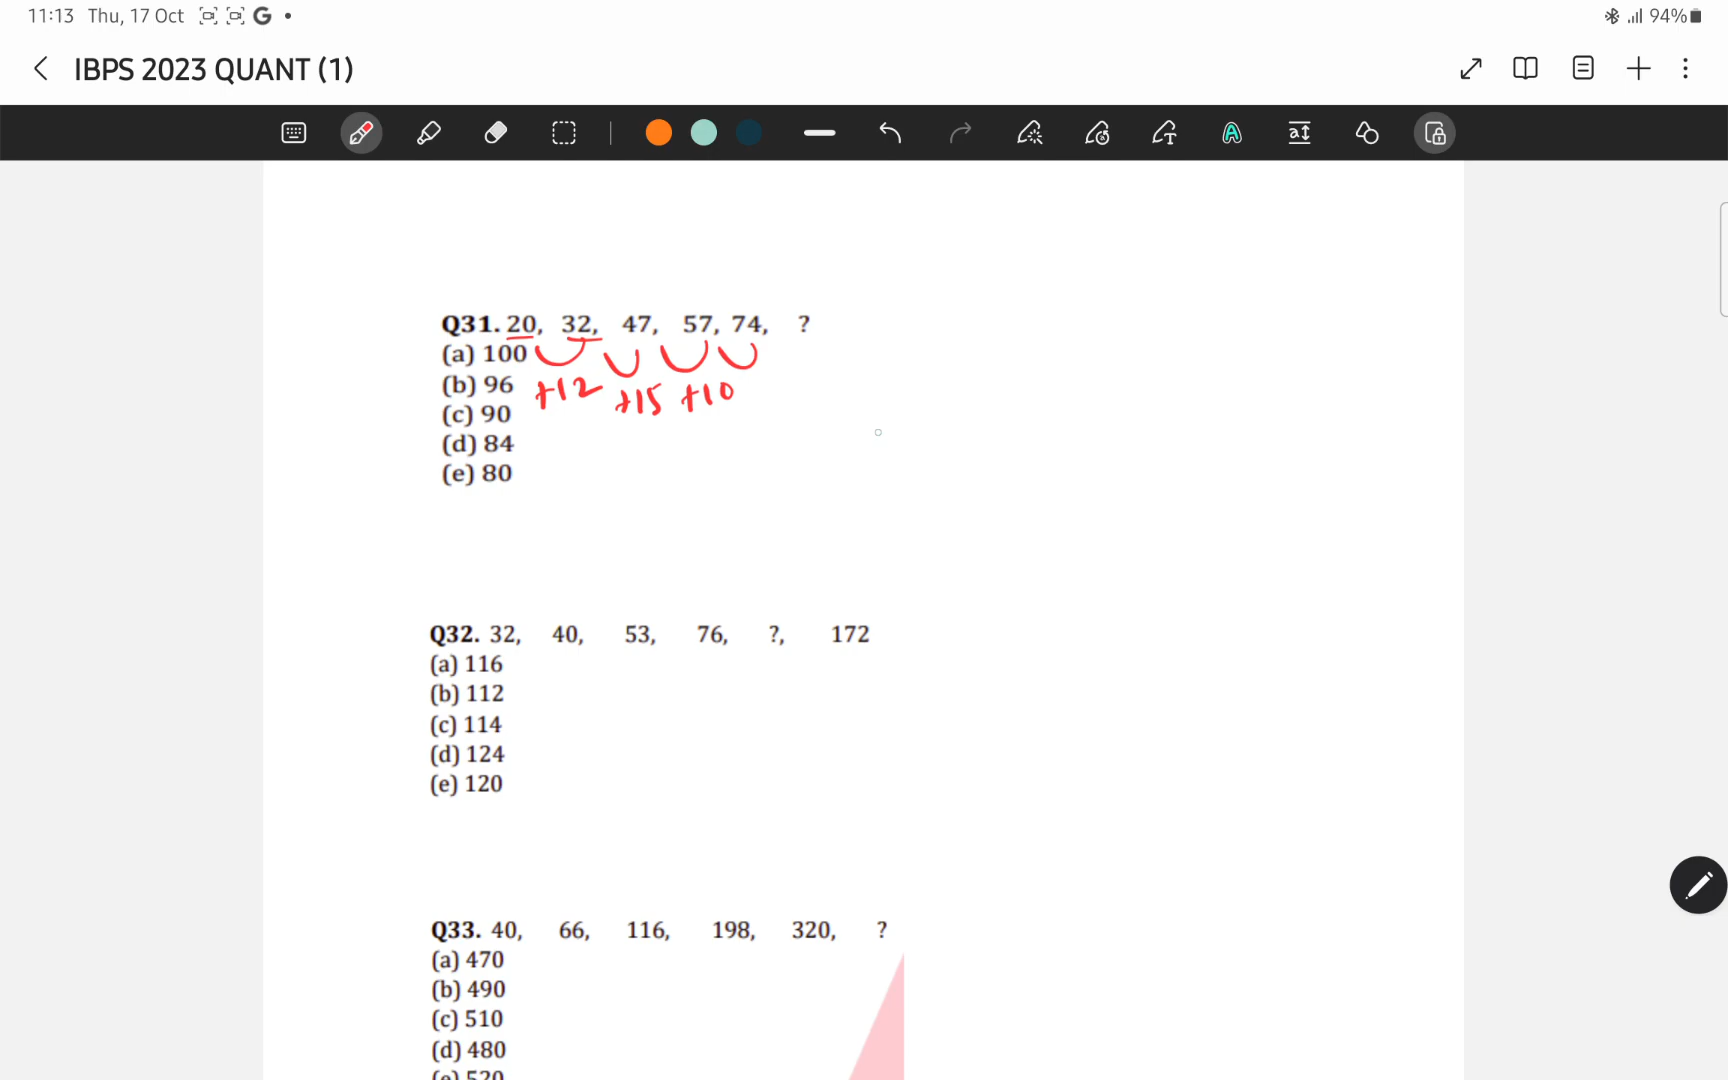 11:13 Thu, 17 Oct G 94%
IBPS 2023 QUANT (1)
T A a
Q31. 20, 32, 47, 57, 74, ?
(a) 100
(b) 96
+12 +15 +10
(c) 90
(d) 84
(e) 80
Q32. 32, 40, 53, 76, ?, 172
(a) 116
(b) 112
(c) 114
(d) 124
(e) 120
Q33. 40, 66, 116, 198, 320, ?
(a) 470
(b) 490
(c) 510
(d) 480
(e) 520